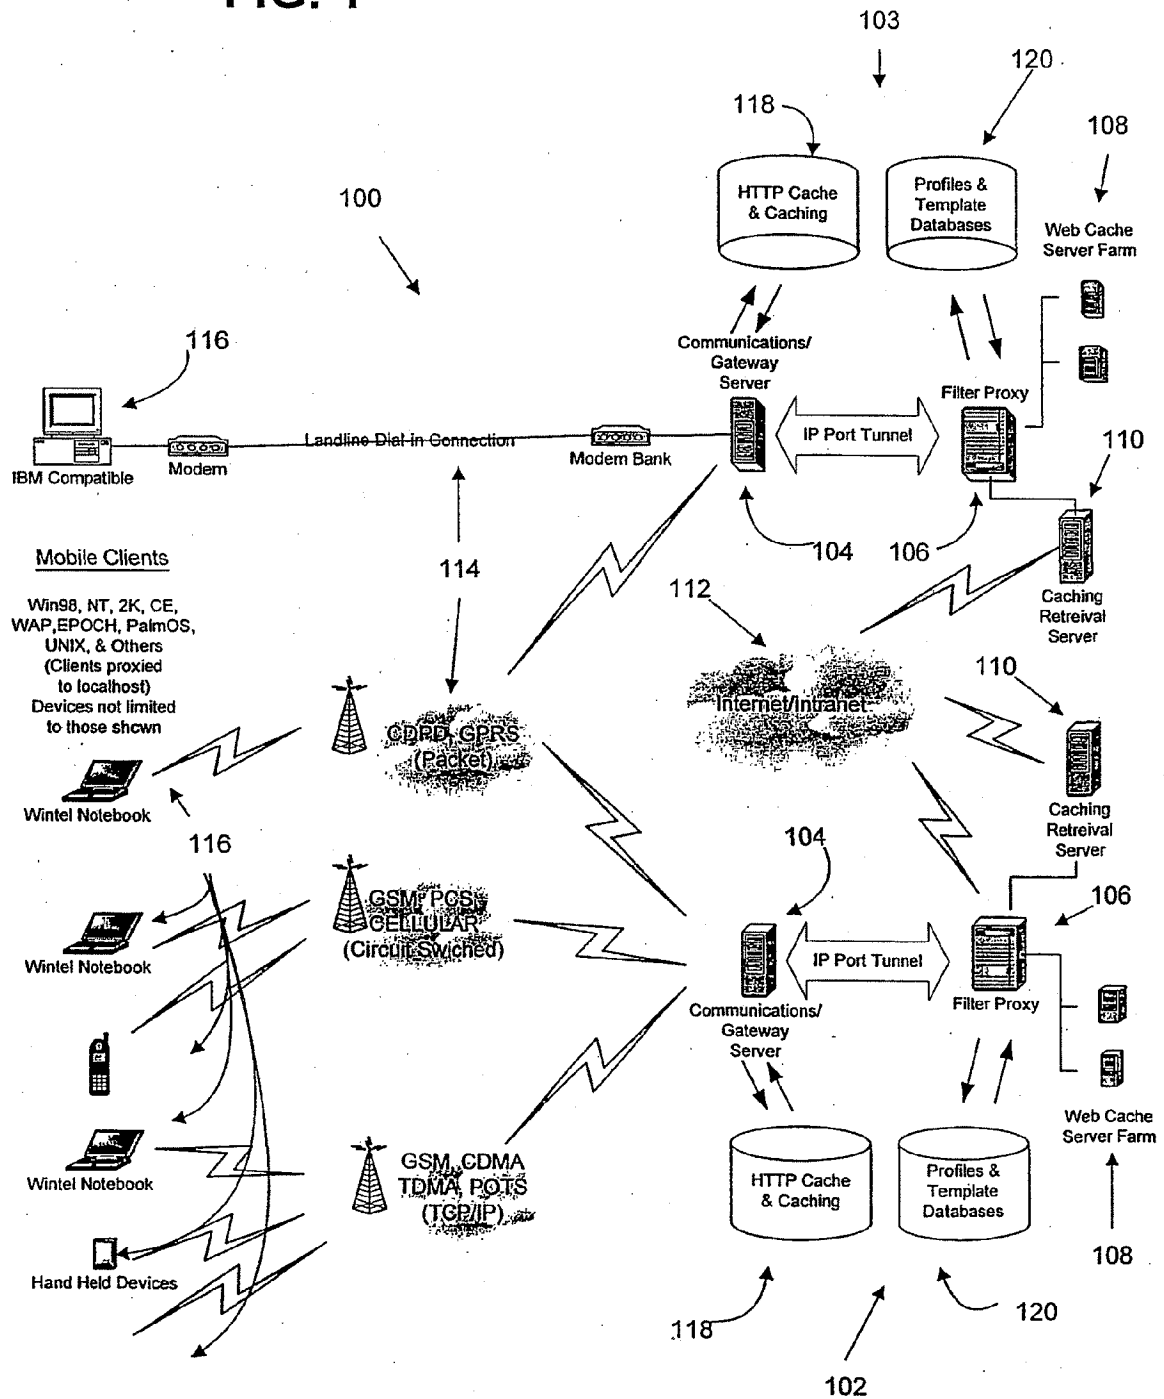 FIG. 1
103
120
118
108
100
HTTP Cache
& Caching
Profiles &
Template
Databases
Web Cache
Server Farm
116
Communications/
Gateway
Server
Filter Proxy
IP Port Tunnel
Landline Dial-in Connection
Modem
Modem Bank
IBM Compatible
110
104
106
114
112
Mobile Clients
Win98, NT, 2K, CE,
WAP,EPOCH, PalmOS,
UNIX, & Others
(Clients proxied
to localhost)
Devices not limited
to those shown
Caching
Retreival
Server
110
Internet/Intranet
CDPD, GPRS
(Packet)
Wintel Notebook
Caching
Retreival
Server
116
104
106
GSM, PCS,
CELLULAR
(Circuit Swiched)
Wintel Notebook
IP Port Tunnel
Filter Proxy
Communications/
Gateway
Server
Web Cache
Server Farm
Wintel Notebook
GSM, CDMA
TDMA, POTS
(TCP/IP)
HTTP Cache
& Caching
Profiles &
Template
Databases
Hand Held Devices
108
118
120
102